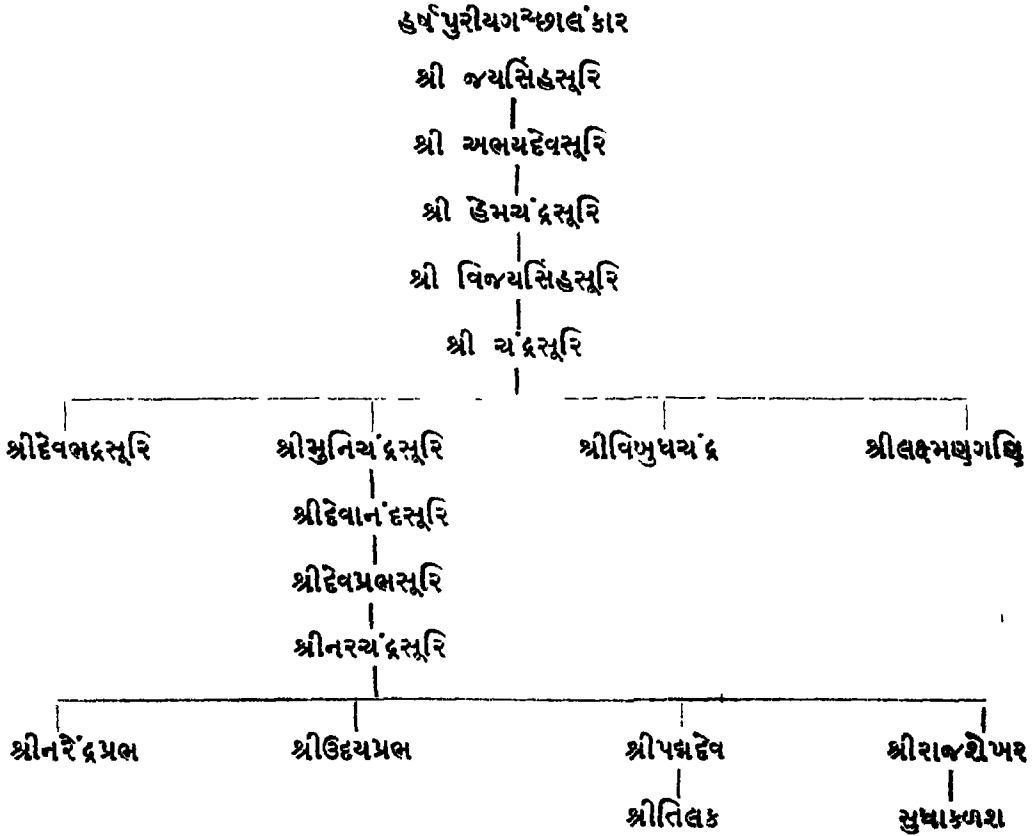 હર્ષપુરીયગચ્છાલંકાર
શ્રી જયસિંહસૂરિ
શ્રી અભયદેવસૂરિ
શ્રી હેમચંદ્રસૂરિ
શ્રી વિજયસિંહસૂરિ
શ્રી ચંદ્રસૂરિ
શ્રીદેવભદ્રસૂરિ શ્રીમુનિચંદ્રસૂરિ શ્રીવિબુધચંદ્ર શ્રીલક્ષ્મણગણિ
શ્રીદેવાનંદસૂરિ
શ્રીદેવપ્રભસૂરિ
શ્રીનરચંદ્રસૂરિ
શ્રીનરેંદ્રપ્રભ શ્રીઉદયપ્રભ શ્રીપદ્મદેવ શ્રીરાજશેખર
શ્રીતિલક સુધાકળશ